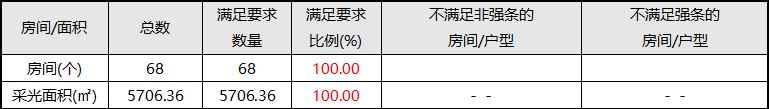 房间/面积 总数 满足要求数量 满足要求比例(%) 不满足非强条的房间/户型 不满足强条的房间/户型
房间(个) 68 68 100.00 - - - -
采光面积(㎡) 5706.36 5706.36 100.00 - - - -